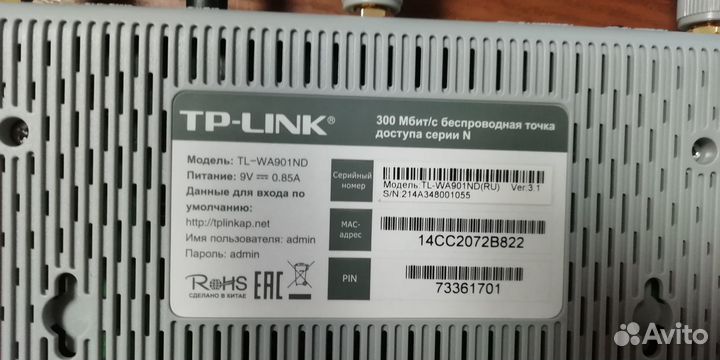 TP-LINK®
300 Мбит/с беспроводная точка
доступа серии N
Модель: TL-WA901ND
Питание: 9V 0.85A
Данные для входа по
умолчанию:
http://tplinkap.net
Имя пользователя: admin
Пароль: admin
RoHS
СДЕЛАНО В КИТАЕ
EAC
Серийный
номер
Модель:TL-WA901ND(RU) Ver:3.1
S/N:214A348001055
MAC-
адрес
14CC2072B822
PIN
73361701
Avito